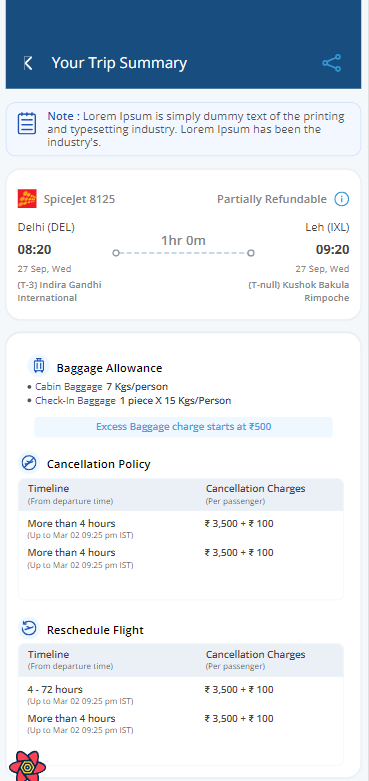 Your Trip Summary
Note : Lorem Ipsum is simply dummy text of the printing
and typesetting industry. Lorem Ipsum has been the
industry's.
SpiceJet 8125 Partially Refundable
Delhi (DEL) Leh (IXL)
08:20 1hr 0m 09:20
27 Sep, Wed 27 Sep, Wed
(T-3) Indira Gandhi (T-null) Kushok Bakula
International Rimpoche
Baggage Allowance
• Cabin Baggage 7 Kgs/person
• Check-In Baggage 1 piece X 15 Kgs/Person
Excess Baggage charge starts at ₹500
Cancellation Policy
Timeline Cancellation Charges
(From departure time) (Per passenger)
More than 4 hours ₹ 3,500 + ₹ 100
(Up to Mar 02 09:25 pm IST)
More than 4 hours ₹ 3,500 + ₹ 100
(Up to Mar 02 09:25 pm IST)
Reschedule Flight
Timeline Cancellation Charges
(From departure time) (Per passenger)
4 - 72 hours ₹ 3,500 + ₹ 100
(Up to Mar 02 09:25 pm IST)
More than 4 hours ₹ 3,500 + ₹ 100
(Up to Mar 02 09:25 pm IST)